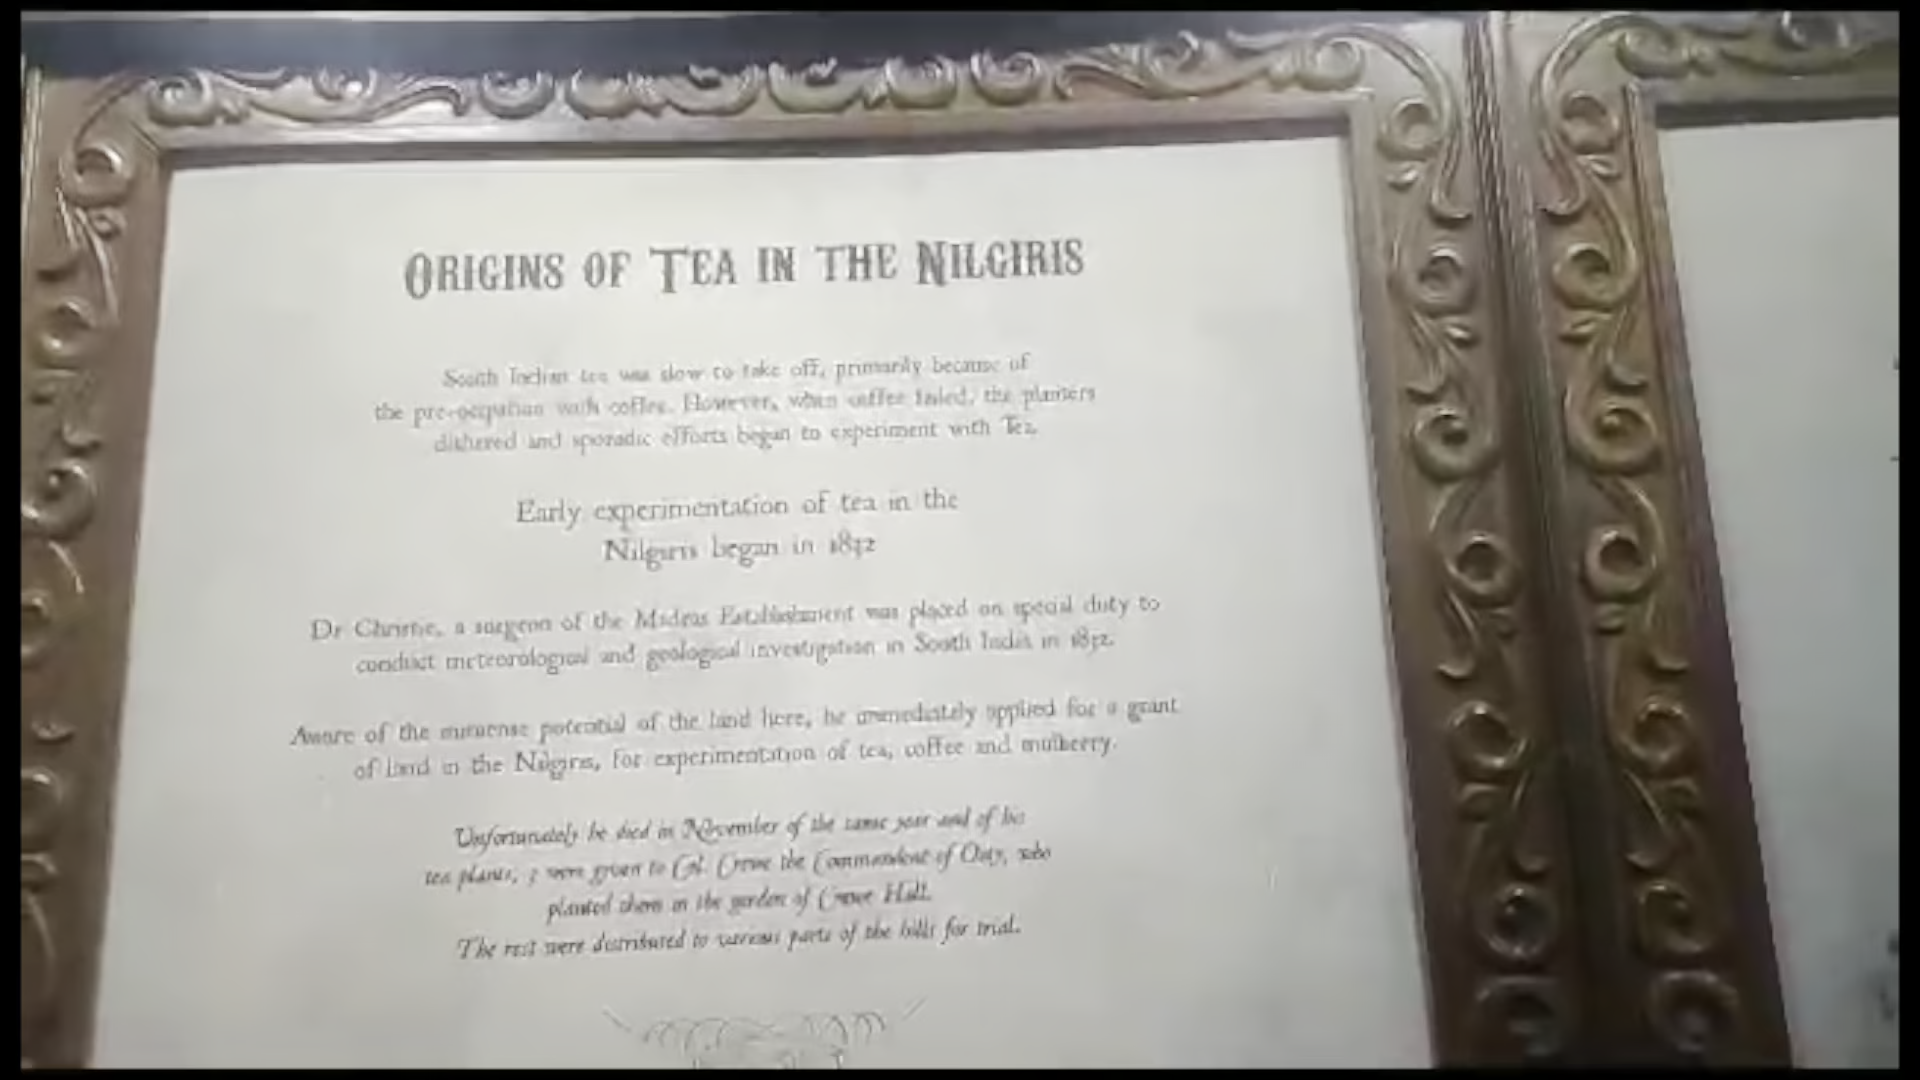 ORIGINS OF TEA IN THE NILGIRIS
South Indian tea was slow to take off, primarily because of
the pre-occupation with coffee. However, when coffee failed, the planters
dithered and sporadic efforts began to experiment with Tea.
Early experimentation of tea in the
Nilgiris began in 1832
Dr Christie, a surgeon of the Madras Establishment was placed on special duty to
conduct meteorological and geological investigation in South India in 1832.
Aware of the immense potential of the land here, he immediately applied for a grant
of land in the Nilgiris, for experimentation of tea, coffee and mulberry.
Unfortunately he died in November of the same year and of his
tea plants, 3 were given to Col. Crewe the Commandant of Ooty, who
planted them in the garden of Crewe Hall.
The rest were distributed to various parts of the hills for trial.